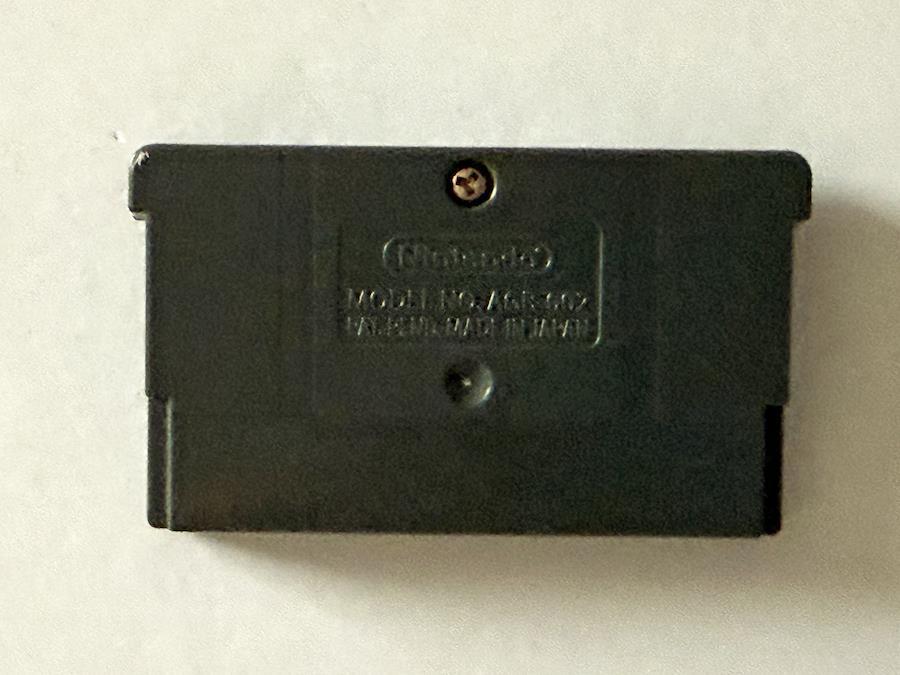 Nintendo
MODEL NO. AGB-002
PAT. PEND. MADE IN JAPAN